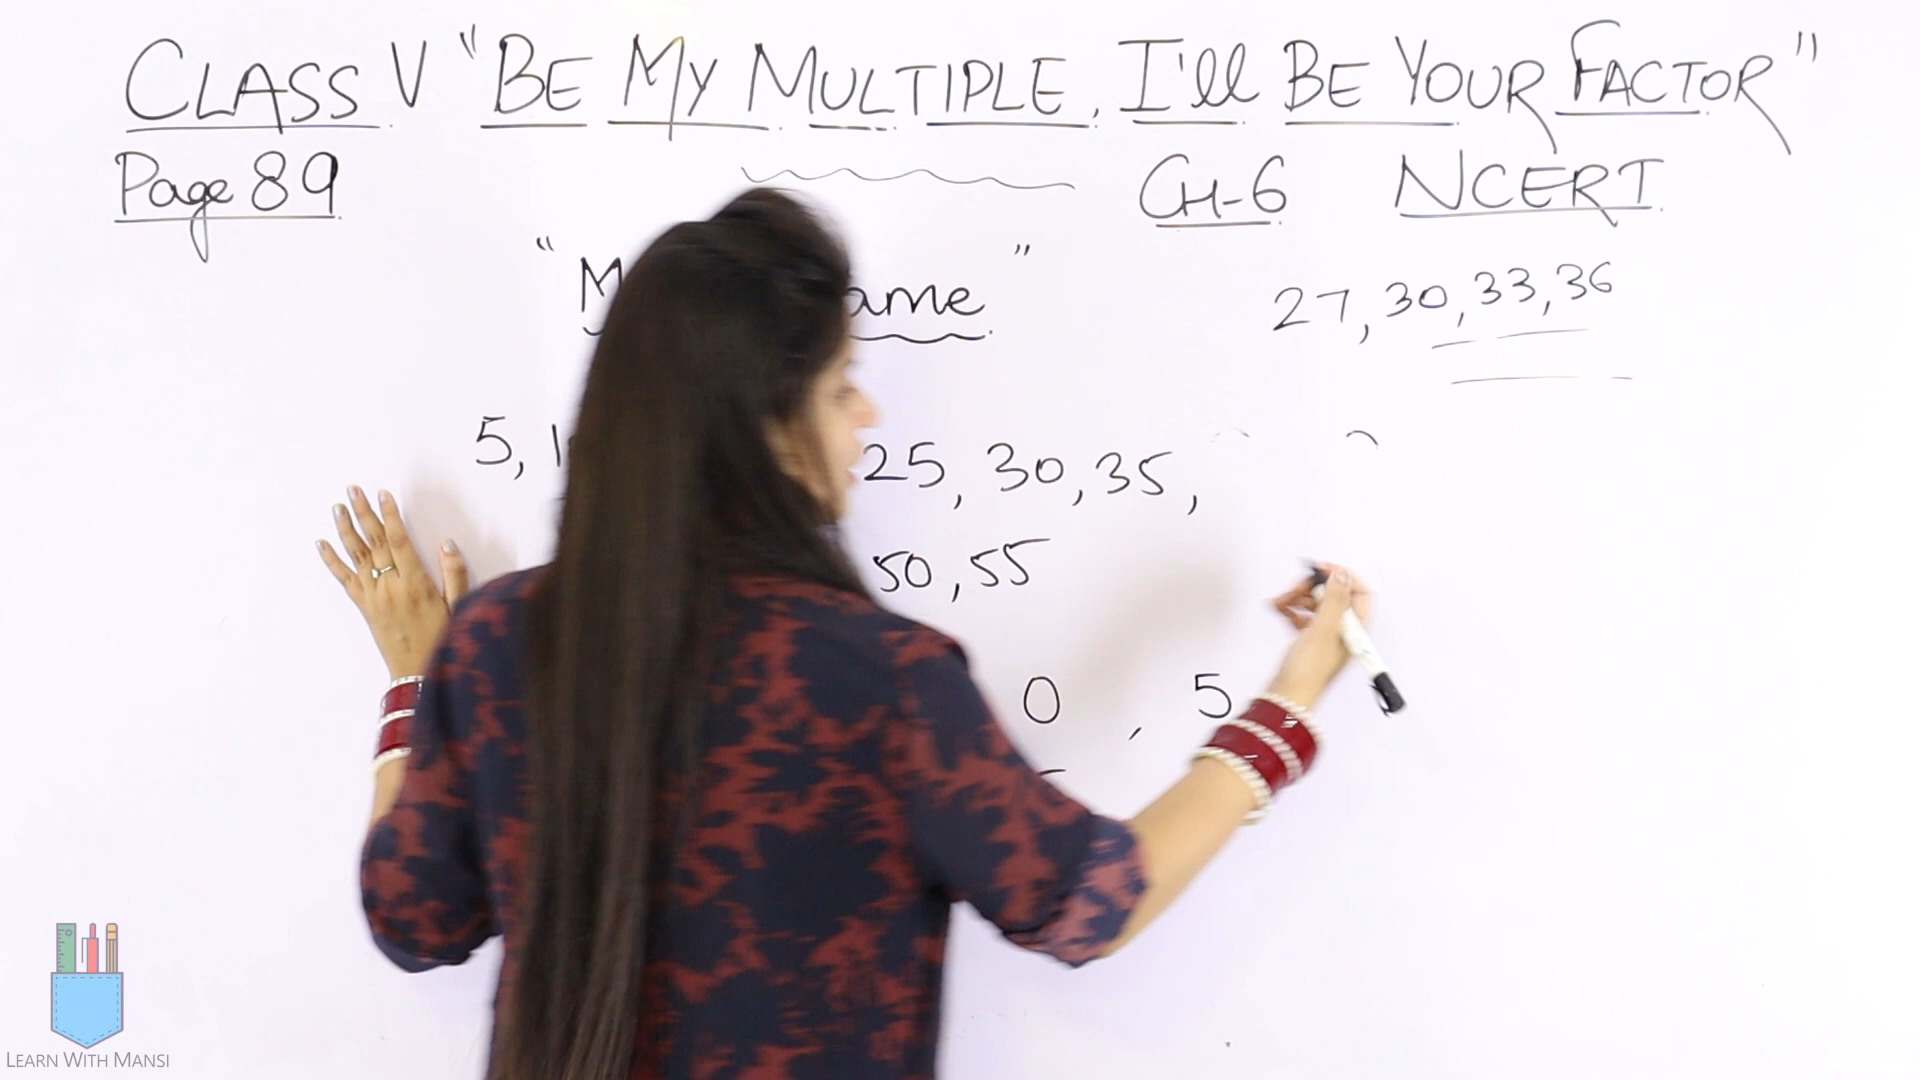 CLASS V "BE MY MULTIPLE, I'll BE YOUR FACTOR"
Page 89 CH-6 NCERT
" ame "
27, 30, 33, 36
5, 25, 30, 35,
50, 55
0 , 5
LEARN WITH MANSI